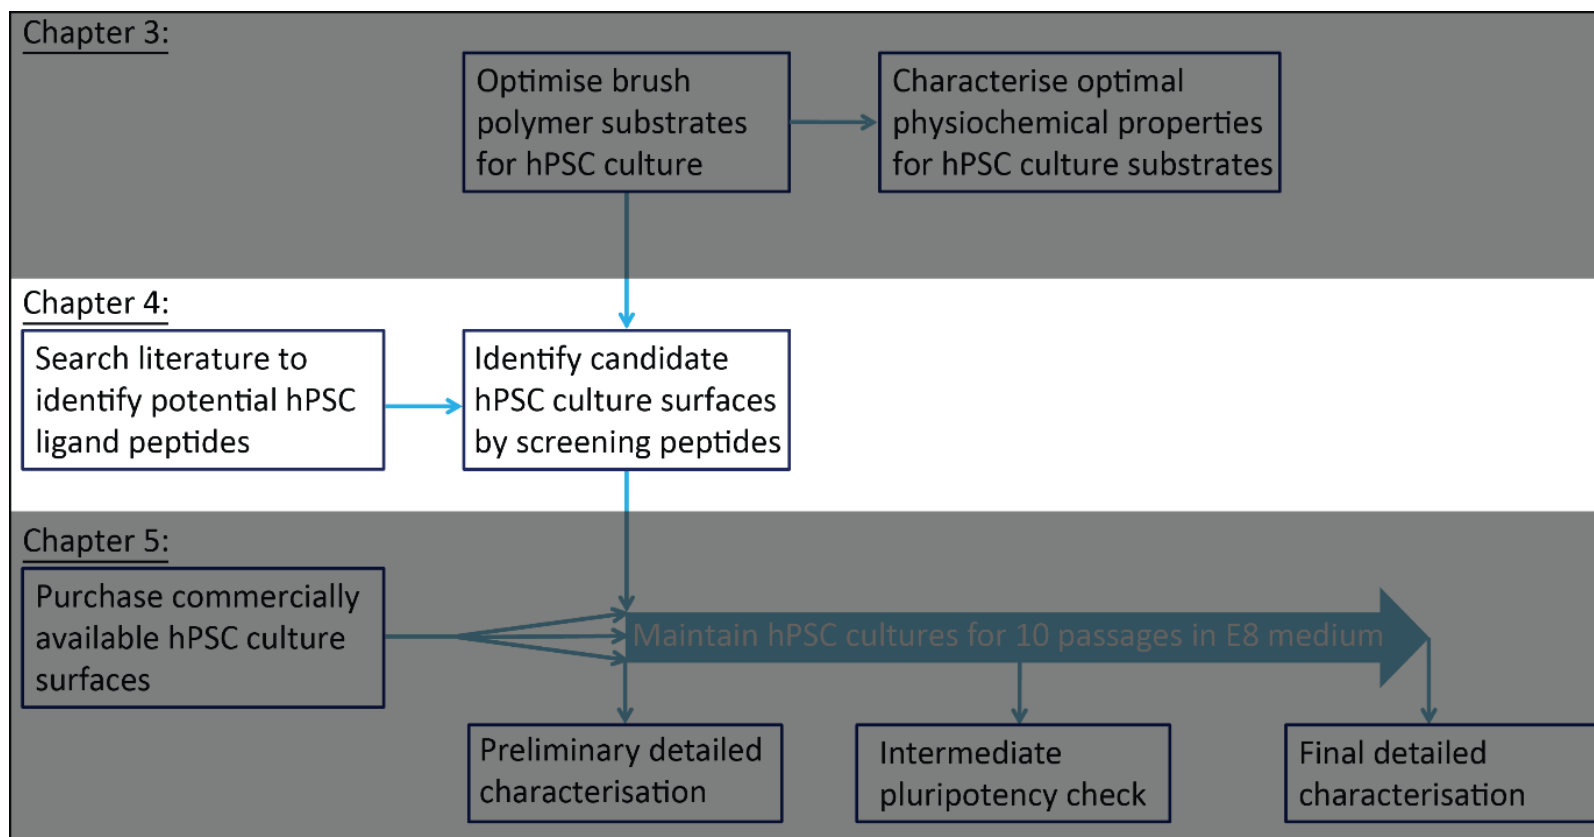 Chapter 3:
Optimise brush
polymer substrates
for hPSC culture
Characterise optimal
physiochemical properties
for hPSC culture substrates
Chapter 4:
Search literature to
identify potential hPSC
ligand peptides
Identify candidate
hPSC culture surfaces
by screening peptides
Chapter 5:
Purchase commercially
available hPSC culture
surfaces
Maintain hPSC cultures for 10 passages in E8 medium
Preliminary detailed
characterisation
Intermediate
pluripotency check
Final detailed
characterisation